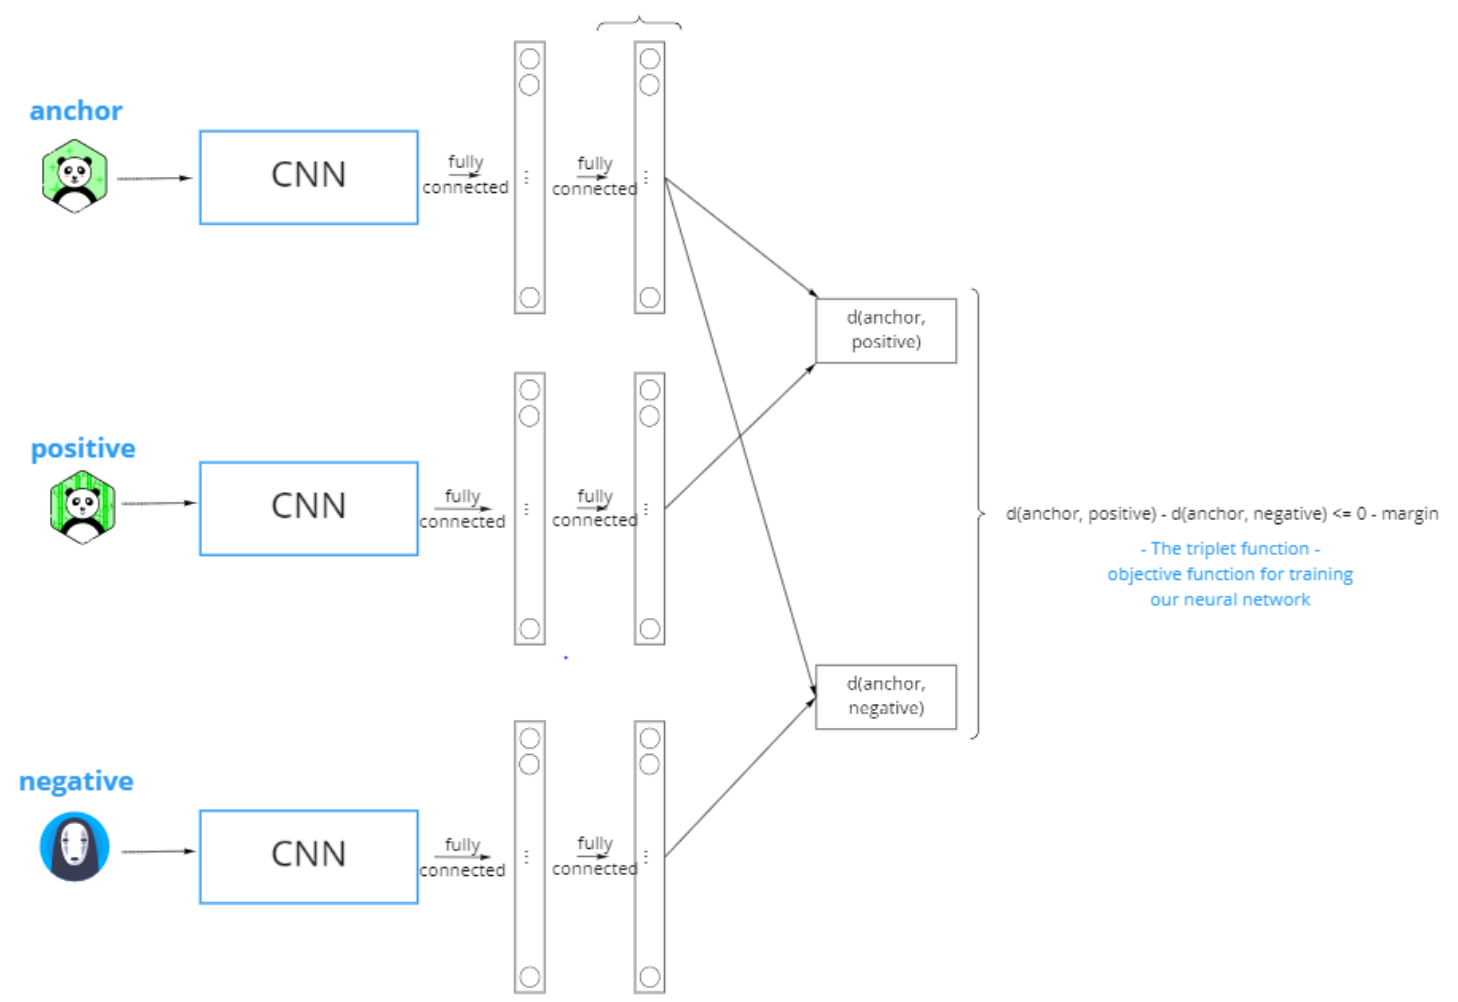 anchor
CNN
fully
connected
⋮
fully
connected
⋮
d(anchor,
positive)
positive
CNN
fully
connected
⋮
fully
connected
⋮
d(anchor, positive) - d(anchor, negative) <= 0 - margin
- The triplet function -
objective function for training
our neural network
d(anchor,
negative)
negative
CNN
fully
connected
⋮
fully
connected
⋮